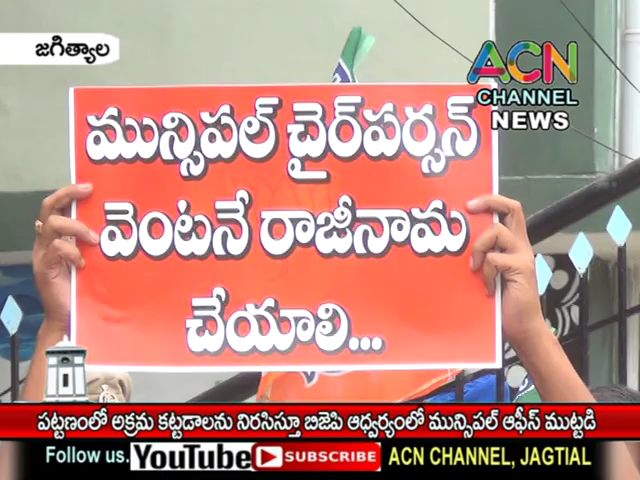 జగిత్యాల
ACN
CHANNEL
NEWS
మున్సిపల్ చైర్‌పర్సన్
వెంటనే రాజీనామ
చేయాలి...
పట్టణంలో అక్రమ కట్టడాలను నిరసిస్తూ బిజెపి ఆధ్వర్యంలో మున్సిపల్ ఆఫీస్ ముట్టడి
Follow us. YouTube SUBSCRIBE ACN CHANNEL, JAGTIAL